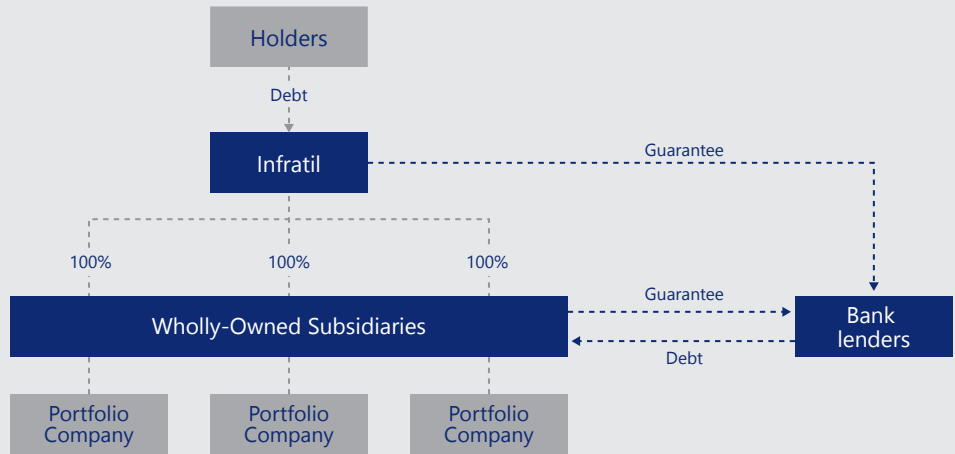 Holders
Debt
Infratil
Guarantee
100%
100%
100%
Guarantee
Wholly-Owned Subsidiaries
Bank
lenders
Debt
Portfolio
Company
Portfolio
Company
Portfolio
Company